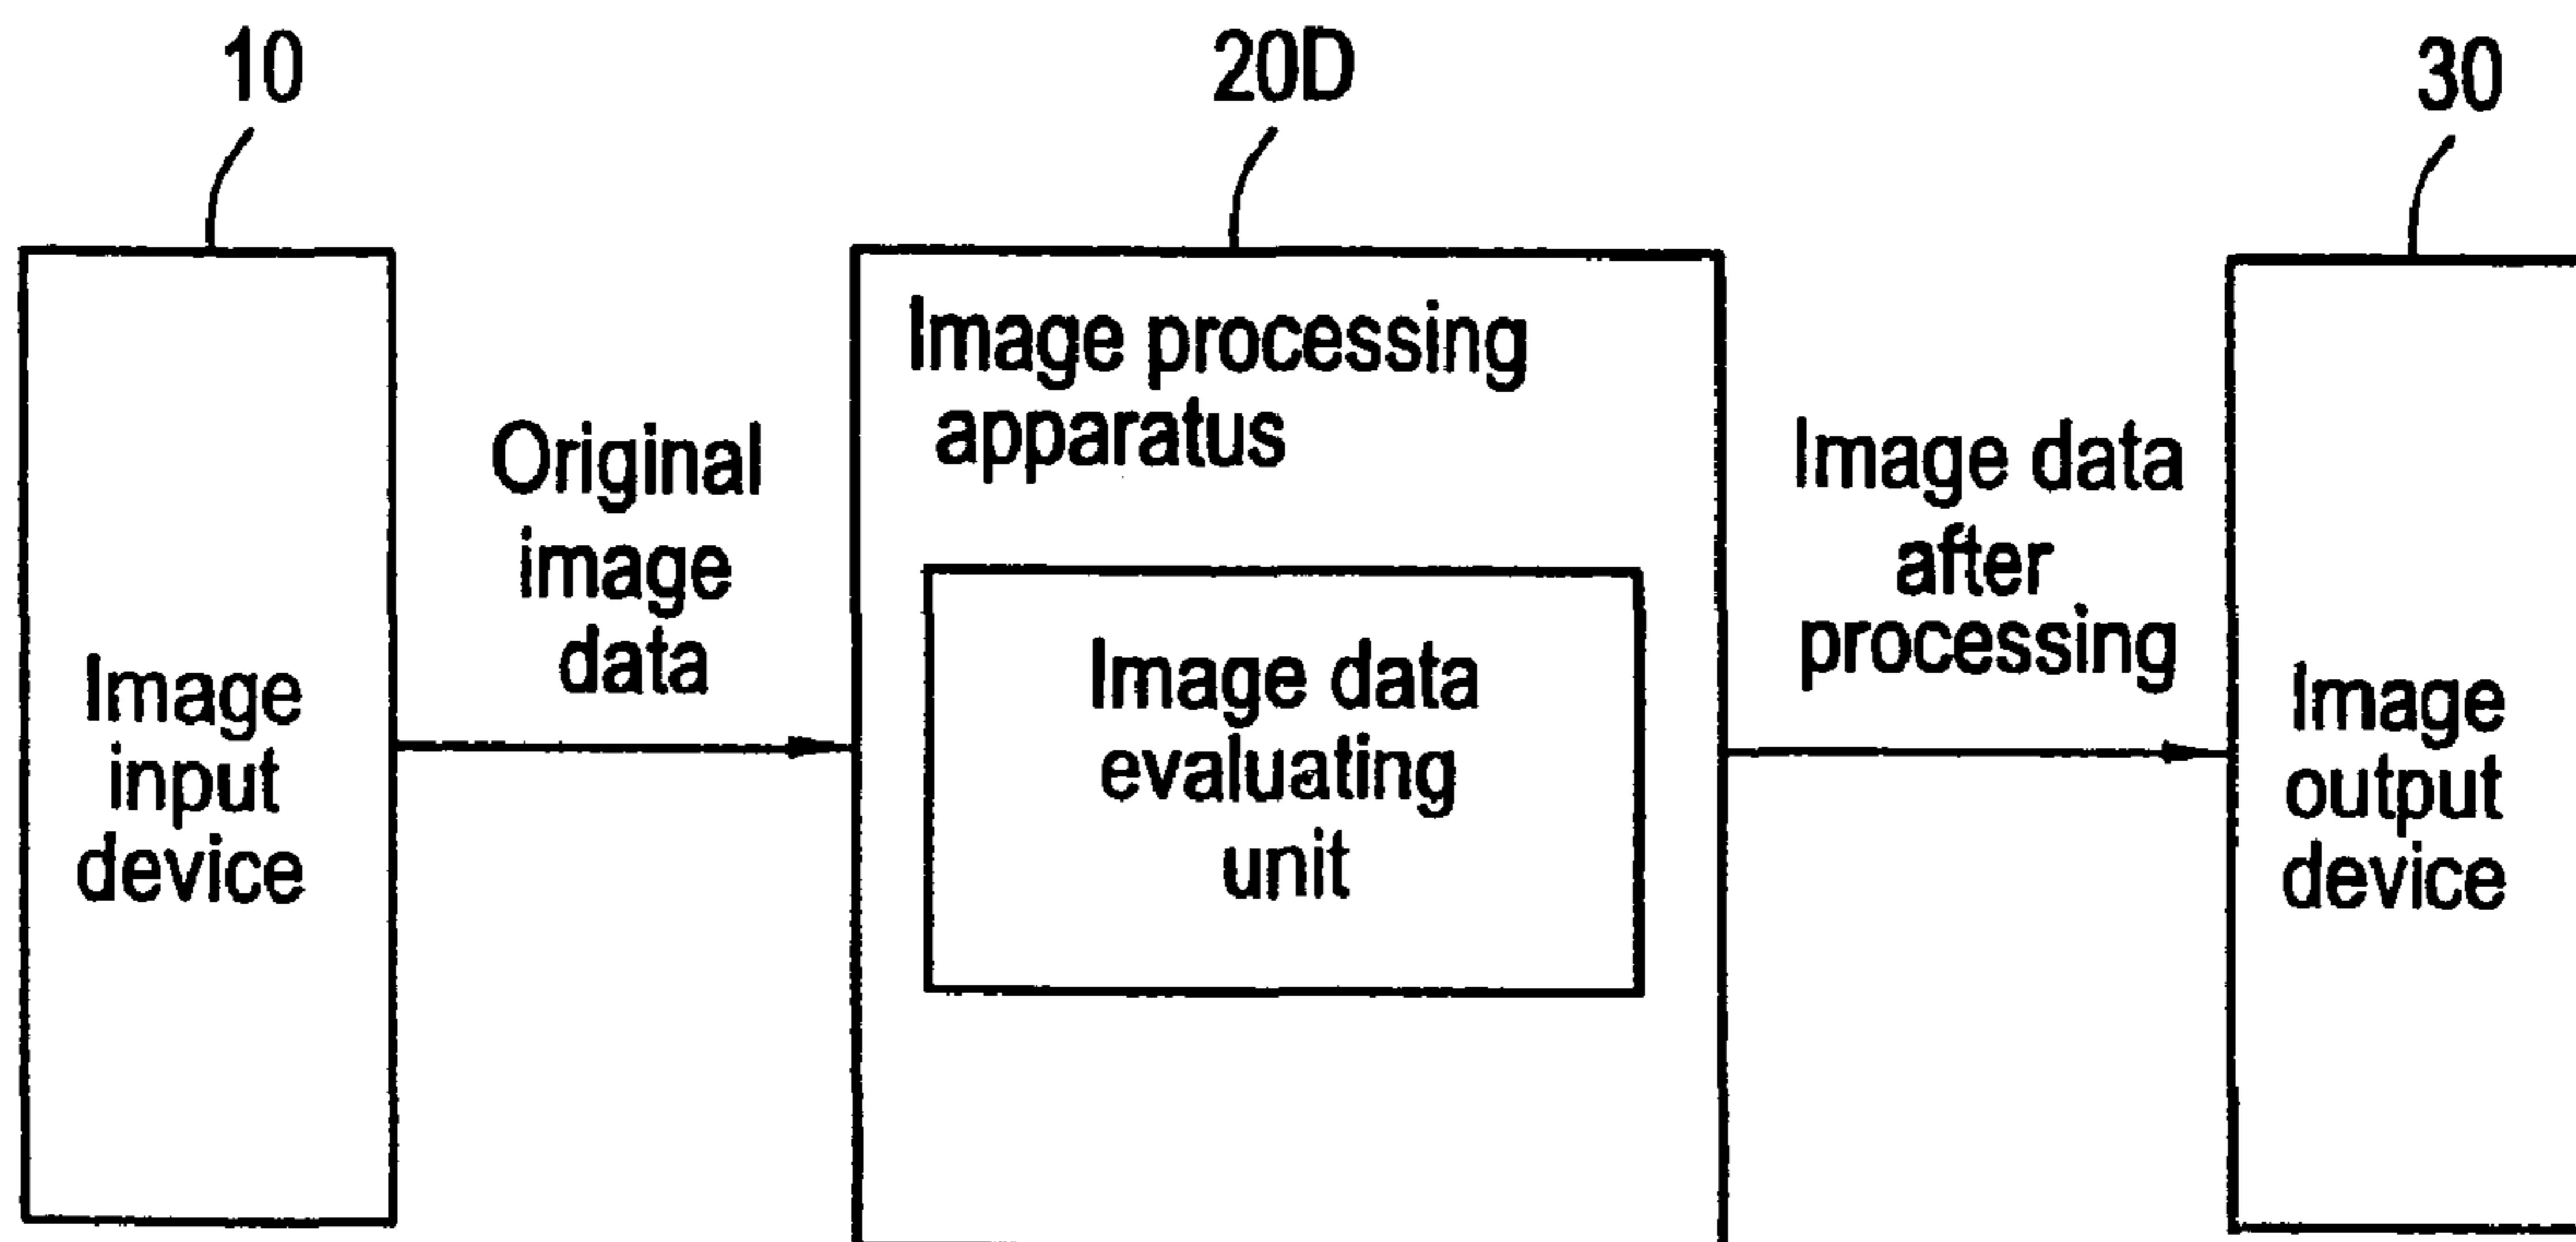 10
20D
30
Image
input
device
Original
image
data
Image processing
apparatus
Image data
evaluating
unit
Image data
after
processing
Image
output
device